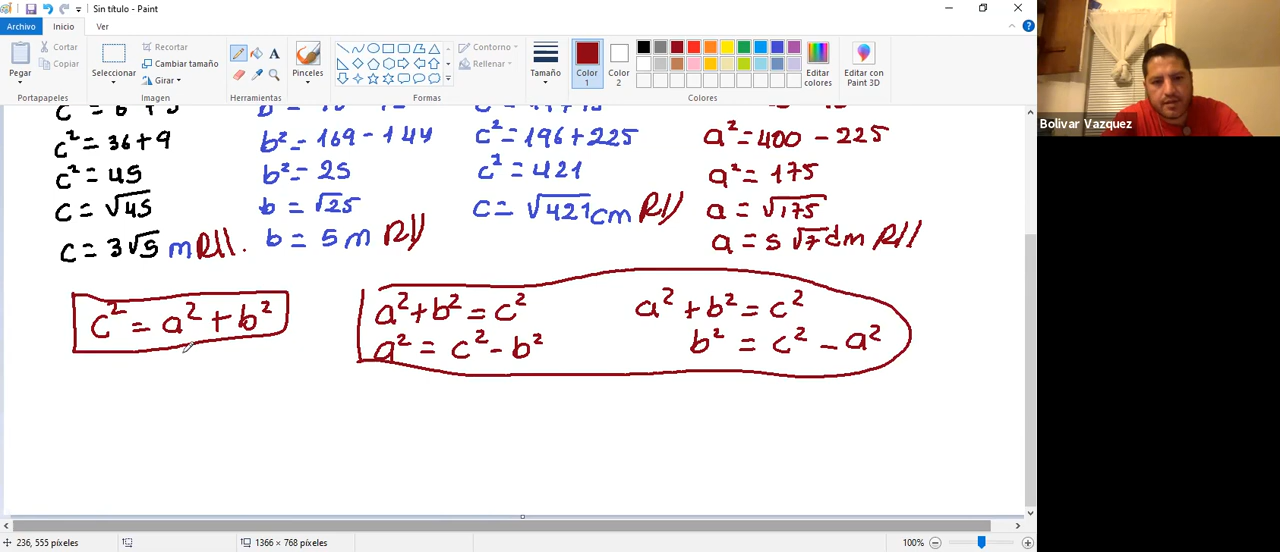 Sin título - Paint
Archivo
Inicio
Ver
Pegar
Cortar
Copiar
Portapapeles
Seleccionar
Recortar
Cambiar tamaño
Girar
Imagen
Herramientas
Pinceles
Contorno
Rellenar
Formas
Tamaño
Color 1
Color 2
Colores
Editar colores
Editar con Paint 3D
Bolivar Vazquez
c² = 36 + 9
c² = 45
c = √45
c = 3√5 m R//.
b² = 169 - 144
b² = 25
b = √25
b = 5 m R//
c² = 196 + 225
c² = 421
c = √421 cm R//
a² = 400 - 225
a² = 175
a = √175
a = 5 √7 dm R//
c² = a² + b²
a² + b² = c²
a² = c² - b²
a² + b² = c²
b² = c² - a²
236, 555 píxeles
1366 × 768 píxeles
100%